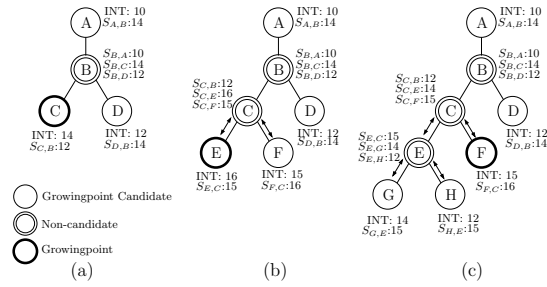 INT: 10
S_{A,B}:14
A
S_{B,A}:10
S_{B,C}:14
S_{B,D}:12
B
C
D
INT: 14
S_{C,B}:12
INT: 12
S_{D,B}:14
Growingpoint Candidate
Non-candidate
Growingpoint
(a)
INT: 10
S_{A,B}:14
A
S_{B,A}:10
S_{B,C}:14
S_{B,D}:12
B
S_{C,B}:12
S_{C,E}:16
S_{C,F}:15
C
D
INT: 12
S_{D,B}:14
E
F
INT: 16
S_{E,C}:15
INT: 15
S_{F,C}:16
(b)
INT: 10
S_{A,B}:14
A
S_{B,A}:10
S_{B,C}:14
S_{B,D}:12
B
S_{C,B}:12
S_{C,E}:14
S_{C,F}:15
C
D
INT: 12
S_{D,B}:14
S_{E,C}:15
S_{E,G}:14
S_{E,H}:12
E
F
INT: 15
S_{F,C}:16
G
H
INT: 14
S_{G,E}:15
INT: 12
S_{H,E}:15
(c)